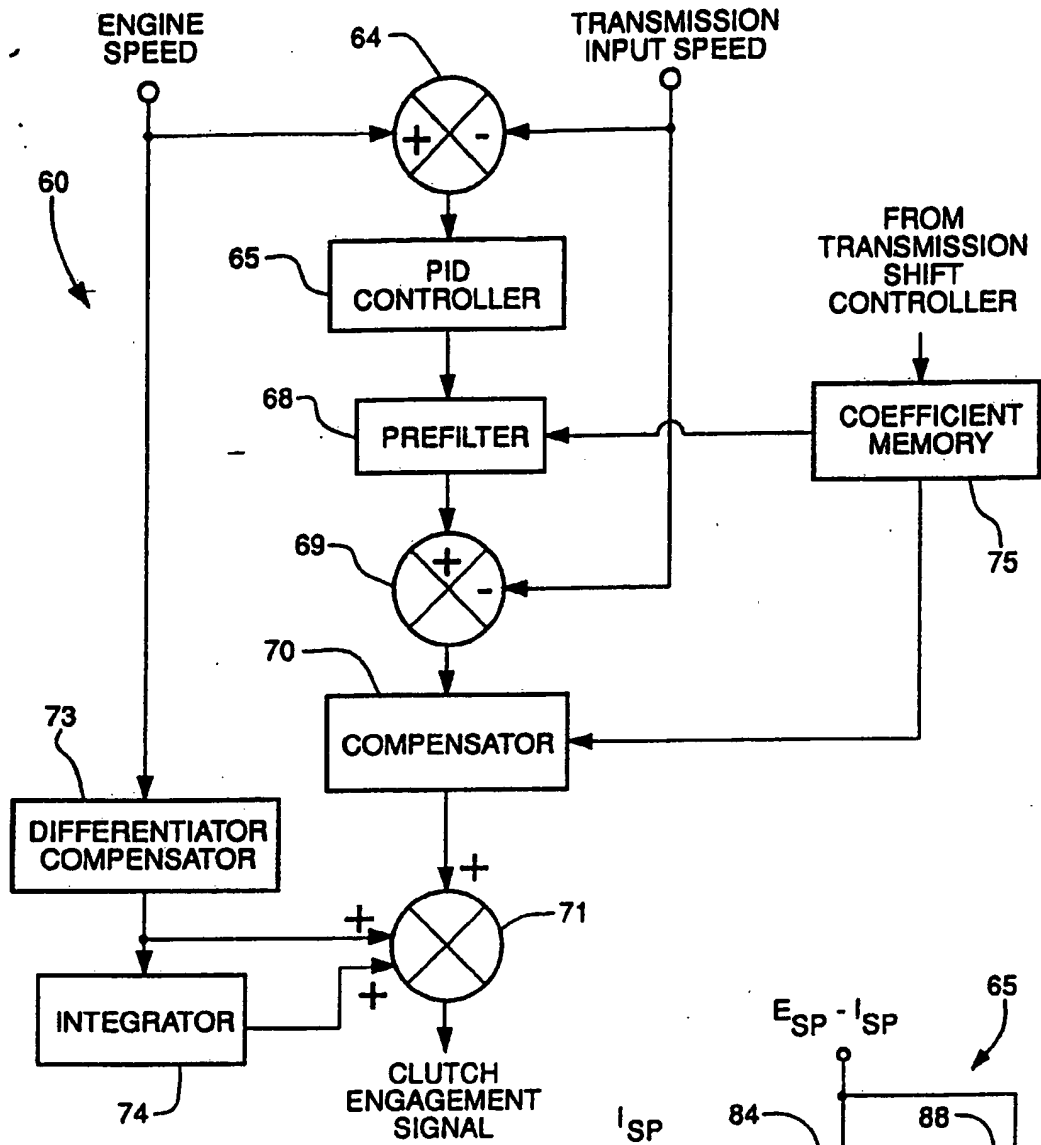 ENGINE
SPEED
64
TRANSMISSION
INPUT SPEED
+
-
60
65
PID
CONTROLLER
FROM
TRANSMISSION
SHIFT
CONTROLLER
68
PREFILTER
COEFFICIENT
MEMORY
75
69
+
-
70
COMPENSATOR
73
DIFFERENTIATOR
COMPENSATOR
+
+
71
+
INTEGRATOR
74
CLUTCH
ENGAGEMENT
SIGNAL
E_SP - I_SP
65
I_SP
84
88